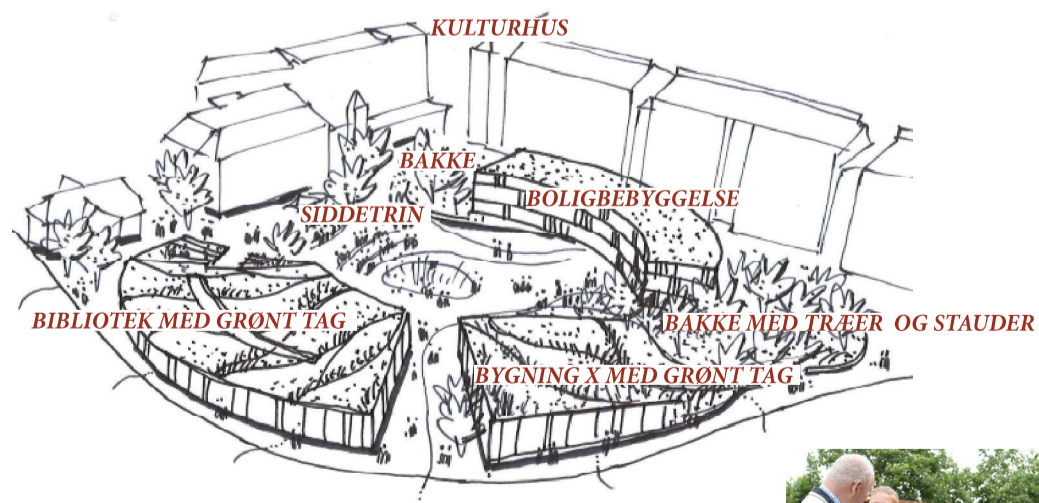 KULTURHUS
BAKKE
BOLIGBEBYGGELSE
SIDDETRIN
BIBLIOTEK MED GRØNT TAG
BAKKE MED TRÆER OG STAUDER
BYGNING X MED GRØNT TAG